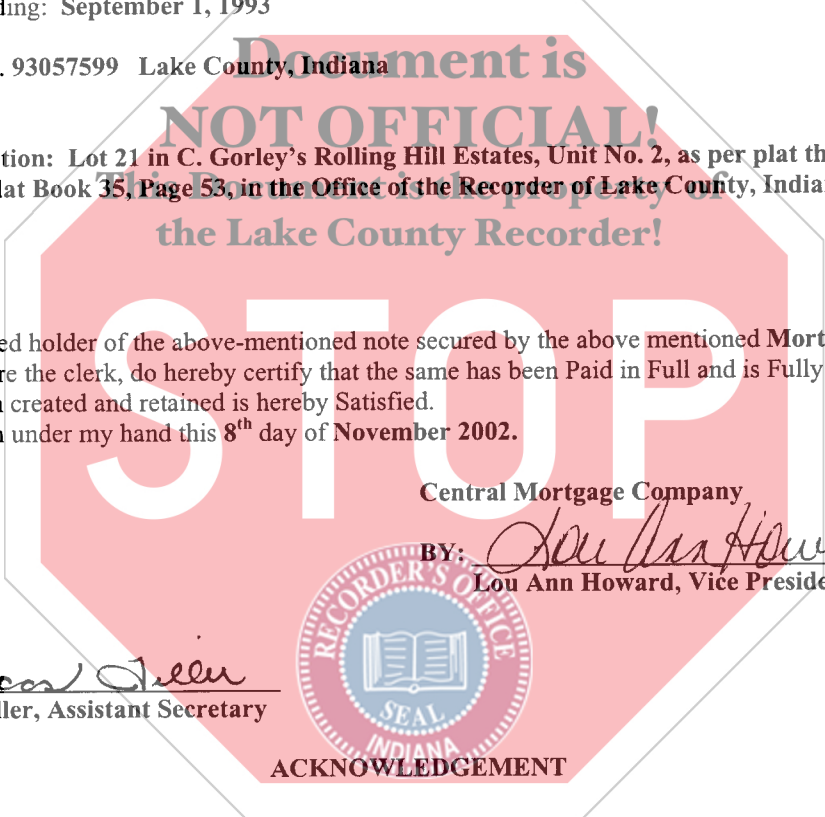 ding: September 1, 1993
. 93057599 Lake County, Indiana
Document is
NOT OFFICIAL!
tion: Lot 21 in C. Gorley's Rolling Hill Estates, Unit No. 2, as per plat th
lat Book 35, Page 53, in the Office of the Recorder of Lake County, India
This Document is the property of
the Lake County Recorder!
STOP
ed holder of the above-mentioned note secured by the above mentioned Mort
re the clerk, do hereby certify that the same has been Paid in Full and is Fully
n created and retained is hereby Satisfied.
n under my hand this 8th day of November 2002.
Central Mortgage Company
BY: Lou Ann How
Lou Ann Howard, Vice Preside
RECORDER'S OFFICE
SEAL
INDIANA
ller, Assistant Secretary
ACKNOWLEDGEMENT